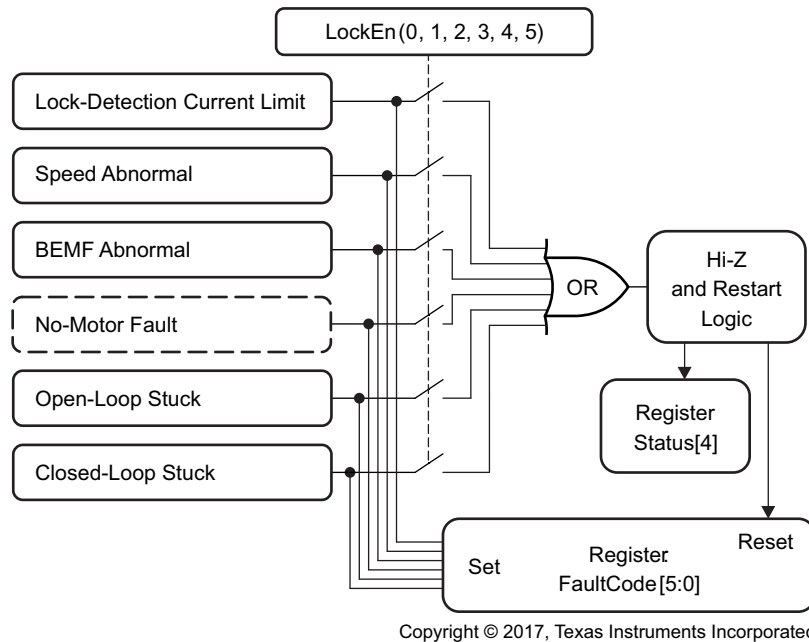 LockEn(0, 1, 2, 3, 4, 5)
Lock-Detection Current Limit
Speed Abnormal
BEMF Abnormal
No-Motor Fault
Open-Loop Stuck
Closed-Loop Stuck
OR
Hi-Z
and Restart
Logic
Register
Status[4]
Reset
Set
Register:
FaultCode[5:0]
Copyright © 2017, Texas Instruments Incorporated